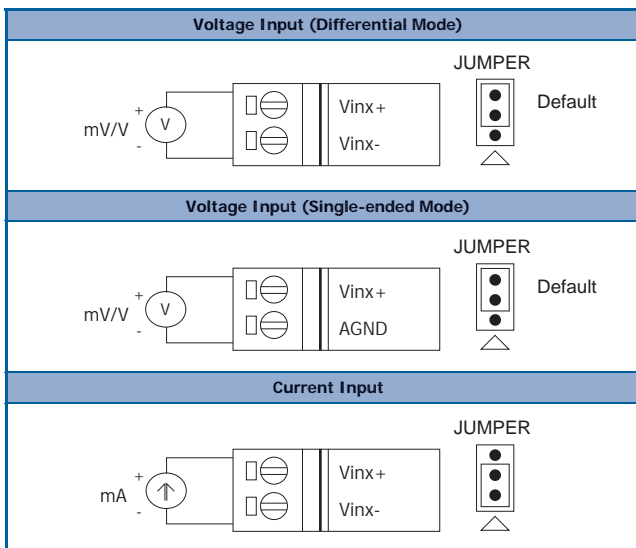 Voltage Input (Differential Mode)
JUMPER
Default
mV/V
+
V
-
Vinx+
Vinx-
Voltage Input (Single-ended Mode)
JUMPER
Default
mV/V
+
V
-
Vinx+
AGND
Current Input
JUMPER
mA
+
-
Vinx+
Vinx-